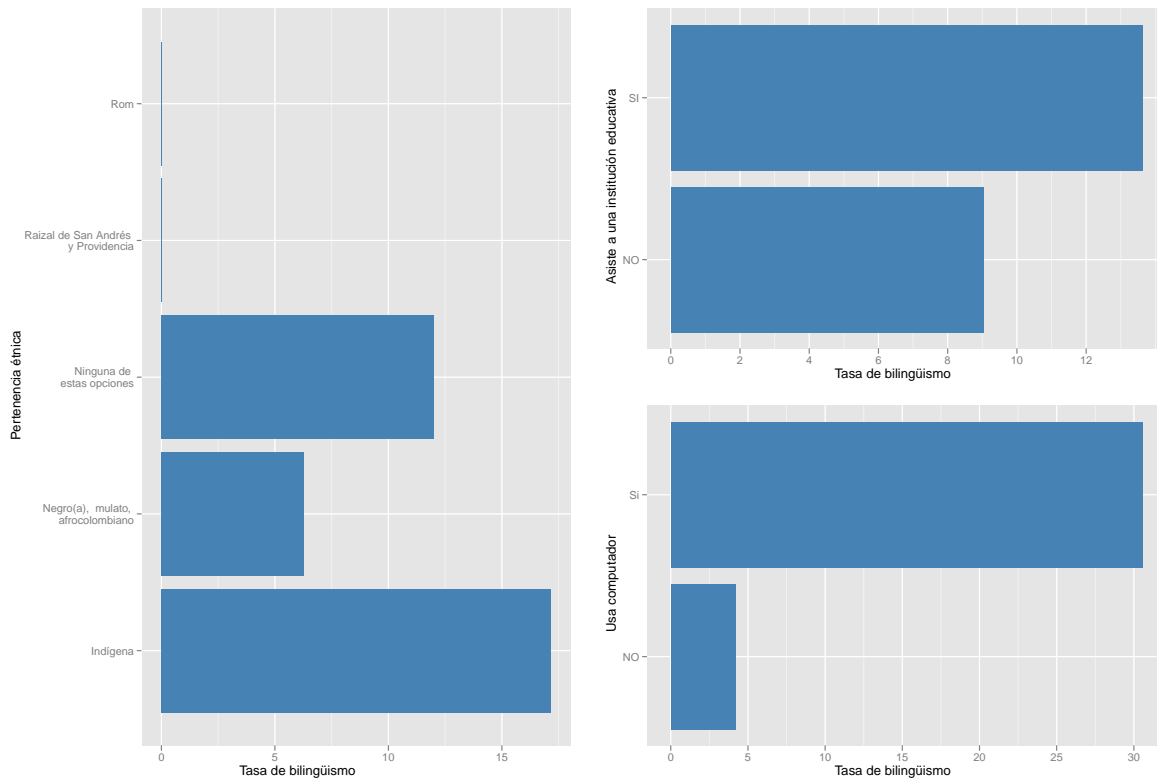 Pertenencia étnica
Rom
Raizal de San Andrés
y Providencia
Ninguna de
estas opciones
Negro(a), mulato,
afrocolombiano
Indígena
0 5 10 15
Tasa de bilingüismo
Asiste a una institución educativa
SI
NO
0 2 4 6 8 10 12
Tasa de bilingüismo
Usa computador
Si
NO
0 5 10 15 20 25 30
Tasa de bilingüismo